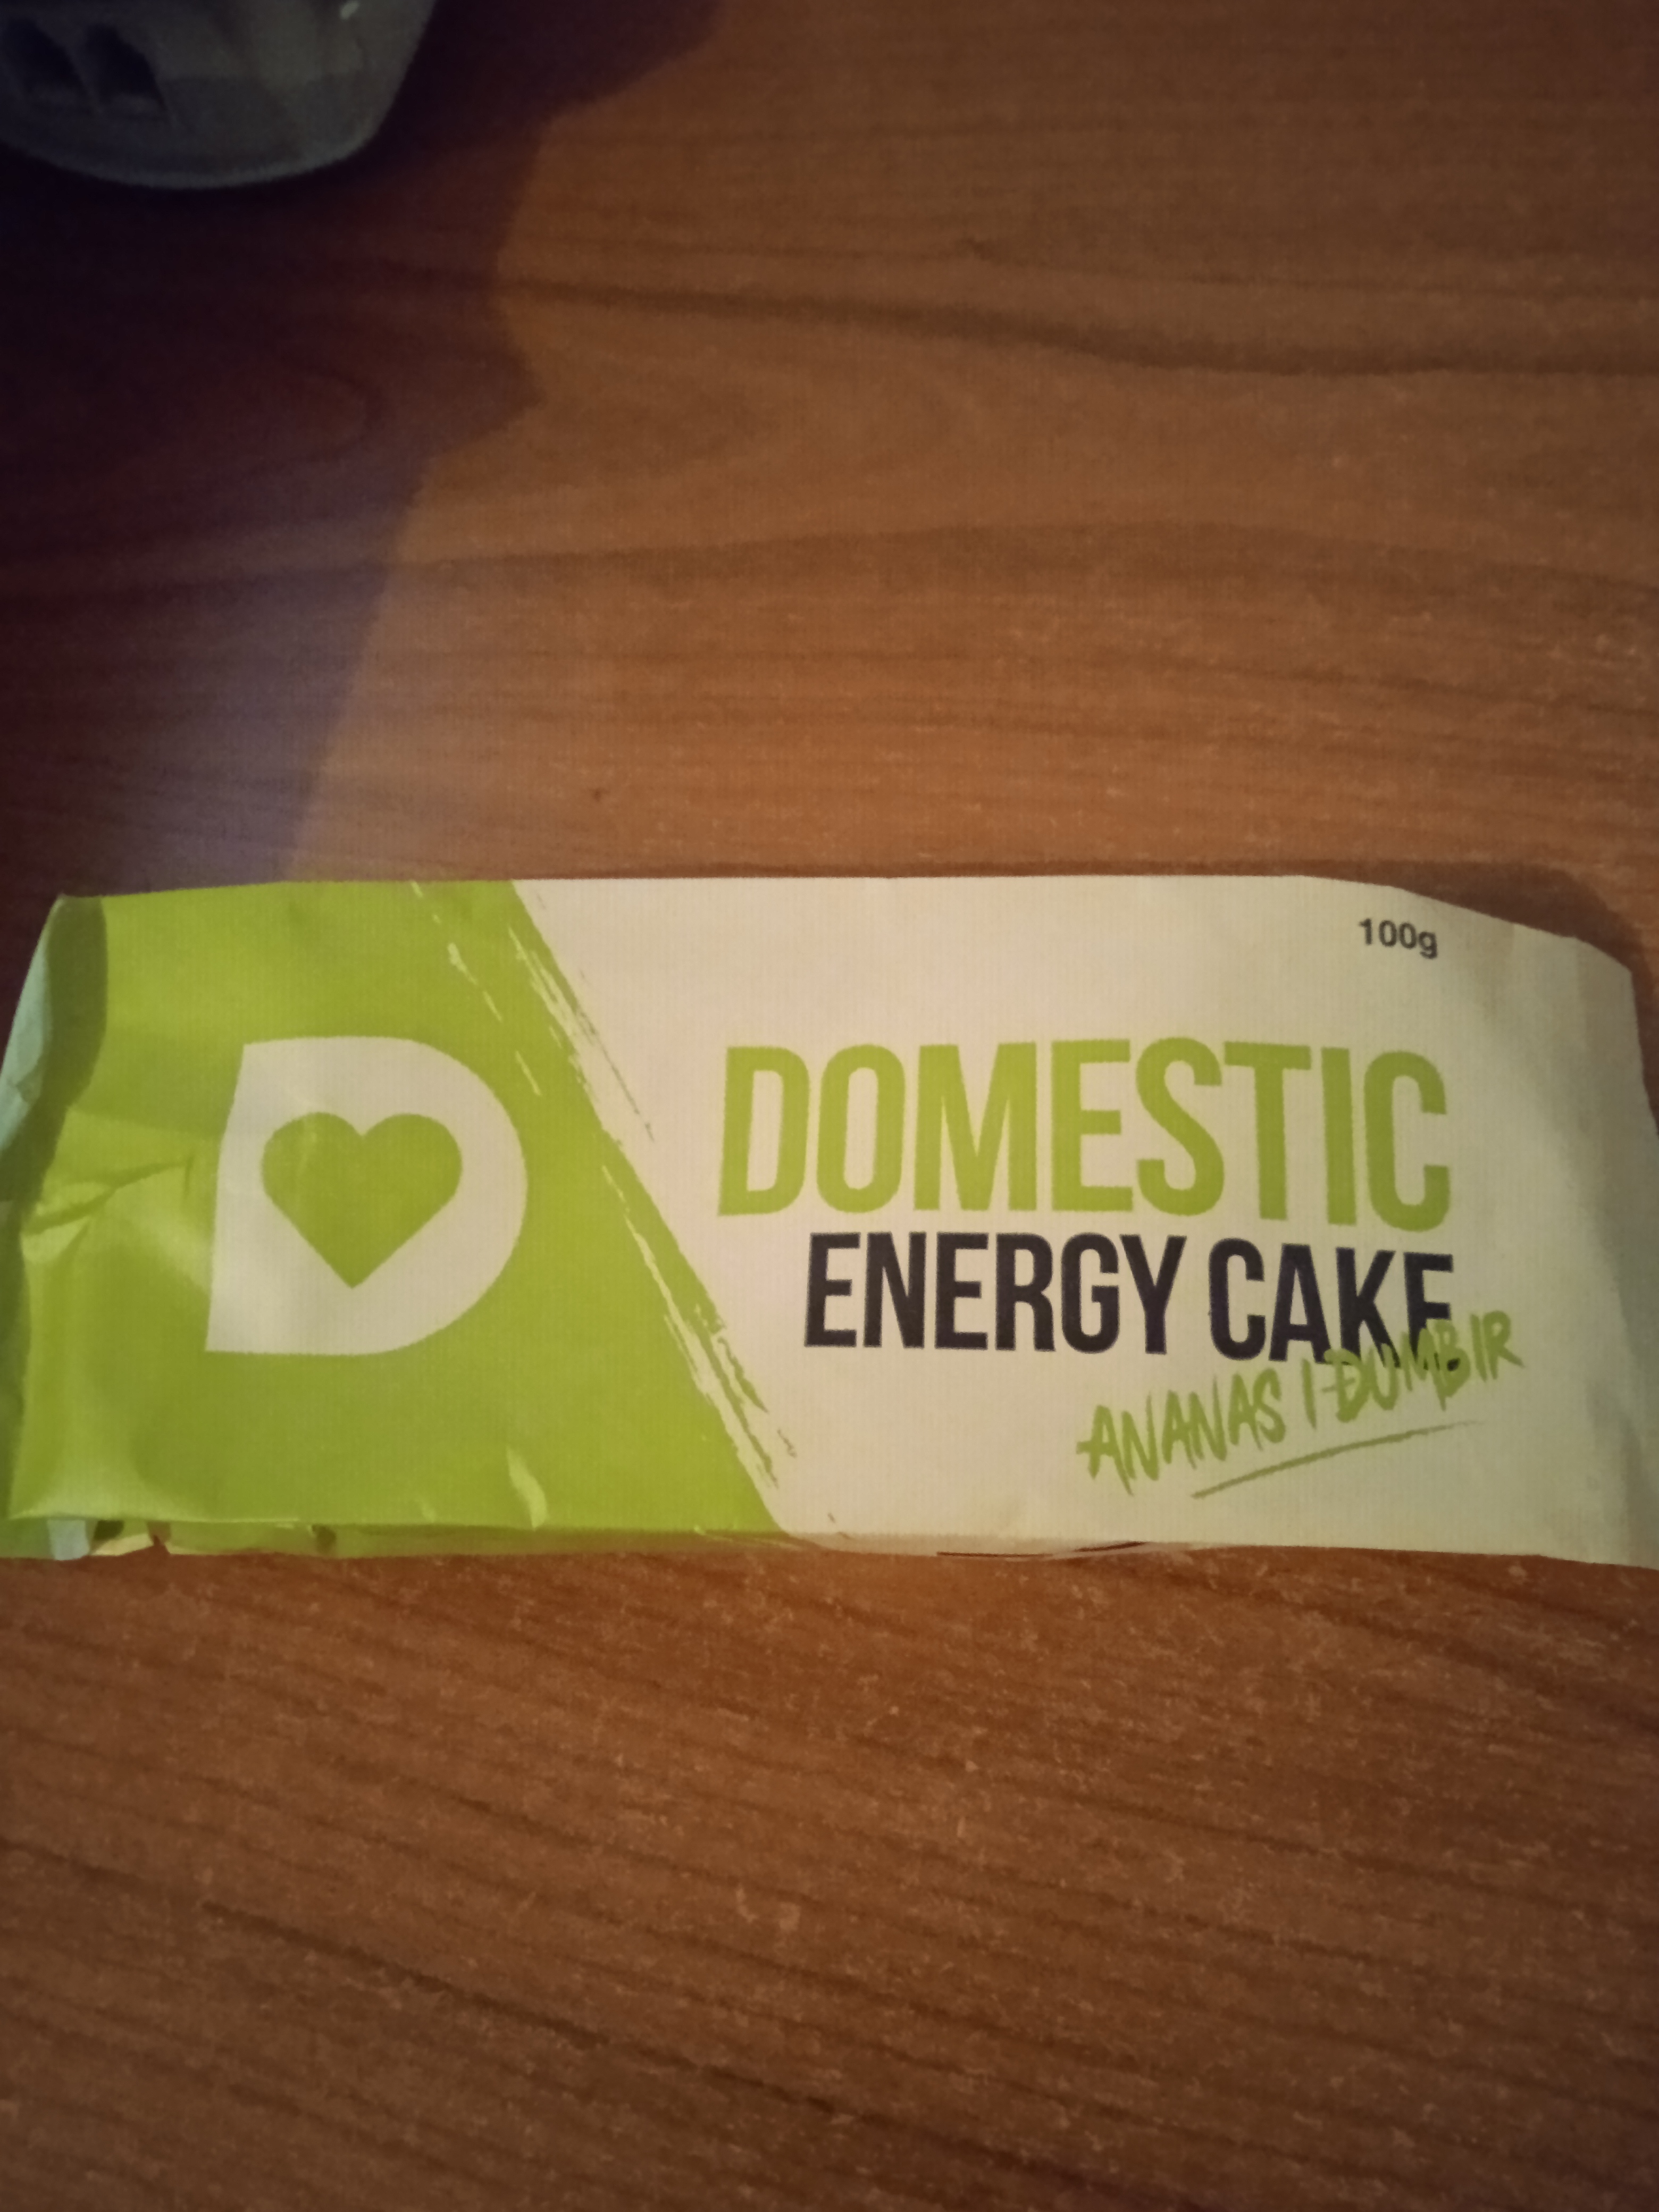 100g
D
DOMESTIC
ENERGY CAKE
ANANAS I ĐUMBIR